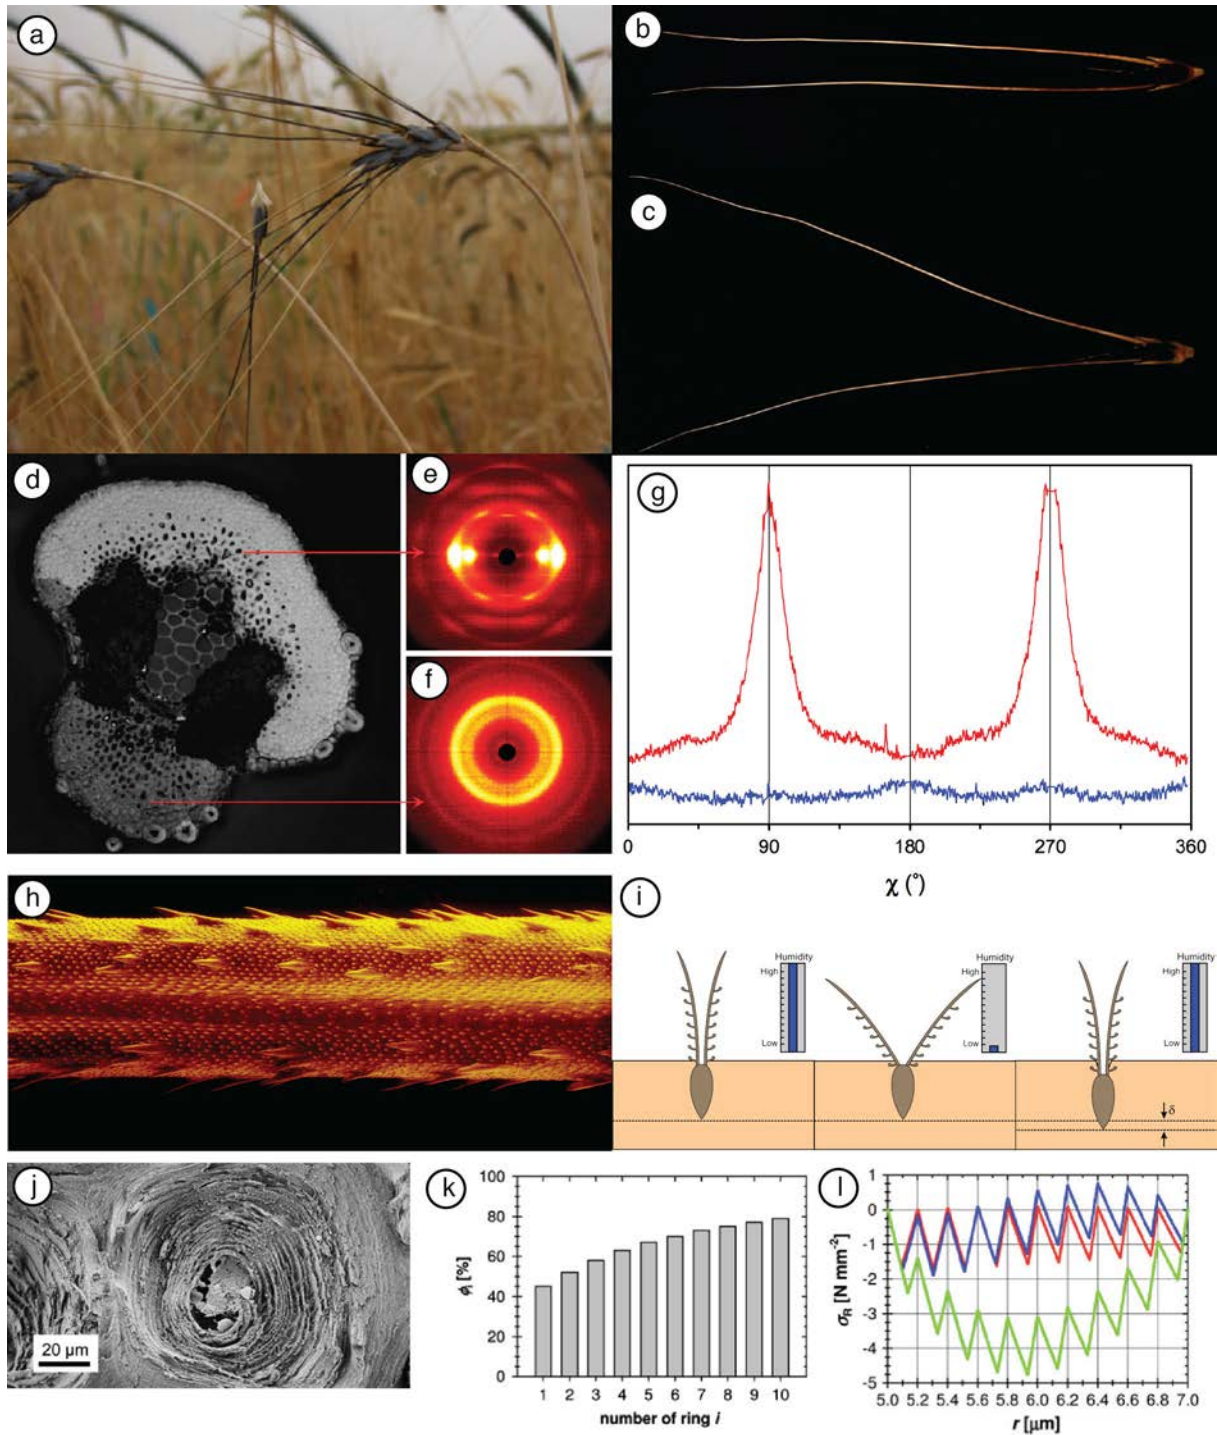 a
b
c
d
e
f
g
0 90 180 270 360
χ (°)
h
i
Humidity
High
Low
Humidity
High
Low
Humidity
High
Low
δ
j
20 µm
k
100
80
60
40
20
0
ϕi [%]
1 2 3 4 5 6 7 8 9 10
number of ring i
l
1
0
-1
-2
-3
-4
-5
σR [N mm-2]
5.0 5.2 5.4 5.6 5.8 6.0 6.2 6.4 6.6 6.8 7.0
r [µm]